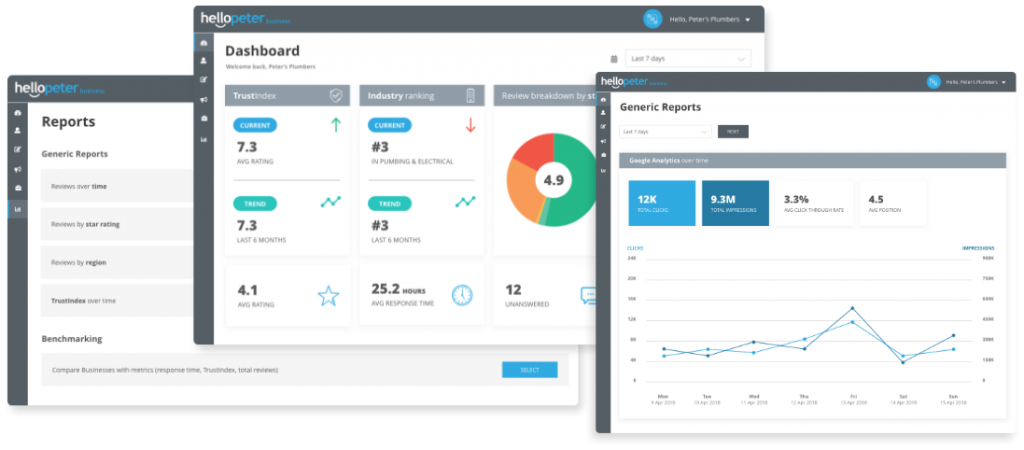 hellopeter business
Reports
Generic Reports
Reviews over time
Reviews by star rating
Reviews by region
TrustIndex over time
Benchmarking
Compare Businesses with metrics (response time, TrustIndex, total reviews)
SELECT
hellopeter business
Hello, Peter's Plumbers
Dashboard
Welcome back, Peter's Plumbers
Last 7 days
TrustIndex
CURRENT
7.3
AVG RATING
TREND
7.3
LAST 6 MONTHS
Industry ranking
CURRENT
#3
IN PUMBING & ELECTRICAL
TREND
#3
LAST 6 MONTHS
Review breakdown by
4.9
4.1
AVG RATING
25.2 HOURS
AVG RESPONSE TIME
12
UNANSWERED
hellopeter business
Hello, Peter's Plumbers
Generic Reports
Last 7 days
RESET
Google Analytics over time
12K
TOTAL CLICKS
9.3M
TOTAL IMPRESSIONS
3.3%
AVG CLICK THROUGH RATE
4.5
AVG POSITION
CLICKS
IMPRESSIONS
24K
20K
16K
12K
8K
4K
0
900K
750K
600K
450K
300K
150K
0
Mon
9 Apr 2018
Tue
10 Apr 2018
Wed
11 Apr 2018
Thu
12 Apr 2018
Fri
13 Apr 2018
Sat
14 Apr 2018
Sun
15 Apr 2018